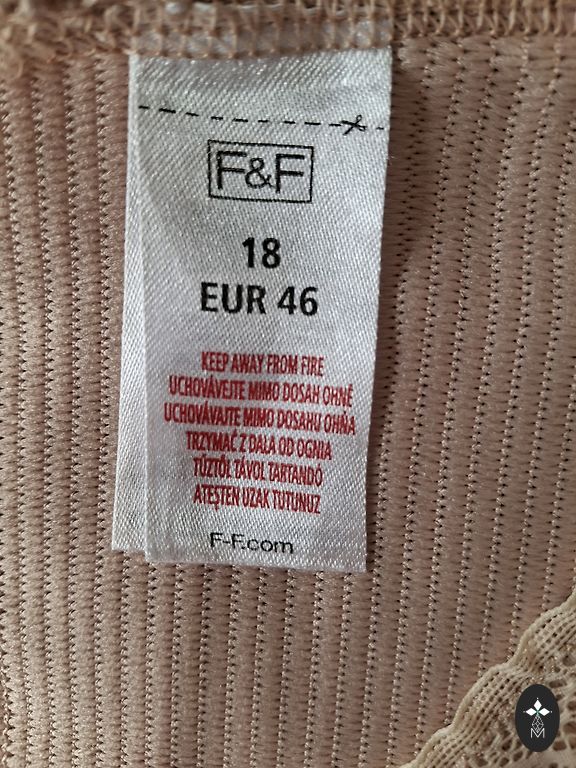 F&F
18
EUR 46
KEEP AWAY FROM FIRE
UCHOVÁVEJTE MIMO DOSAH OHNĚ
UCHOVÁVAJTE MIMO DOSAHU OHŇA
TRZYMAĆ Z DALA OD OGNIA
TŰZTŐL TÁVOL TARTANDÓ
ATEŞTEN UZAK TUTUNUZ
F-F.com
M